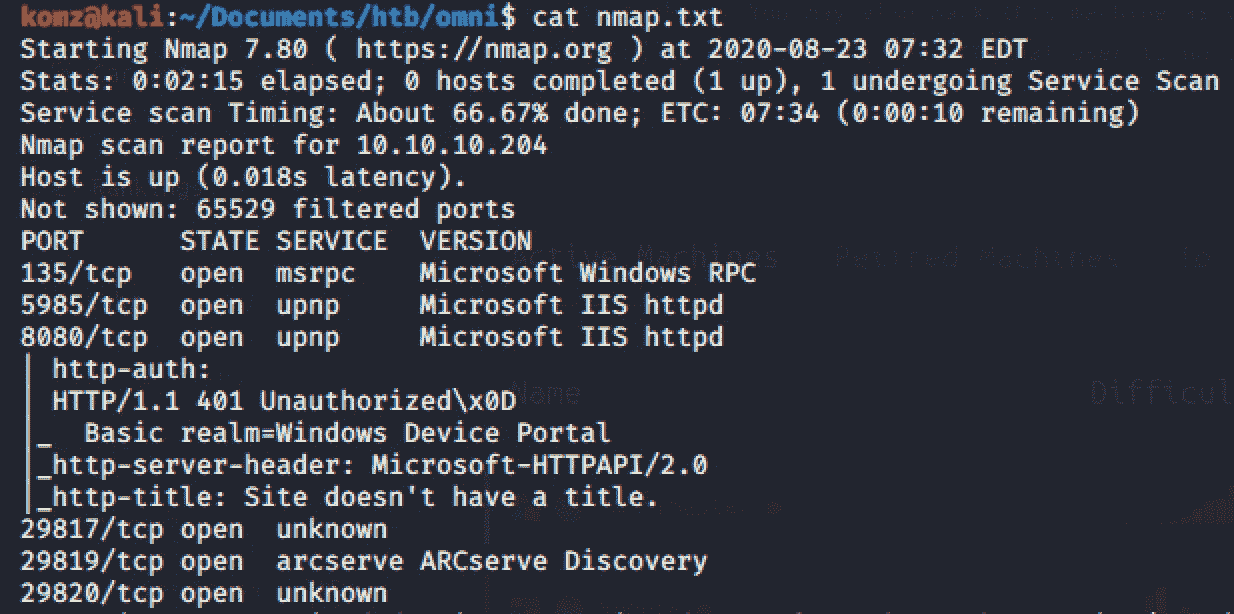 komz@kali:~/Documents/htb/omni$ cat nmap.txt
Starting Nmap 7.80 ( https://nmap.org ) at 2020-08-23 07:32 EDT
Stats: 0:02:15 elapsed; 0 hosts completed (1 up), 1 undergoing Service Scan
Service scan Timing: About 66.67% done; ETC: 07:34 (0:00:10 remaining)
Nmap scan report for 10.10.10.204
Host is up (0.018s latency).
Not shown: 65529 filtered ports
PORT      STATE SERVICE  VERSION
135/tcp   open  msrpc    Microsoft Windows RPC
5985/tcp  open  upnp     Microsoft IIS httpd
8080/tcp  open  upnp     Microsoft IIS httpd
| http-auth:
| HTTP/1.1 401 Unauthorized\x0D
|_  Basic realm=Windows Device Portal
|_http-server-header: Microsoft-HTTPAPI/2.0
|_http-title: Site doesn't have a title.
29817/tcp open  unknown
29819/tcp open  arcserve ARCserve Discovery
29820/tcp open  unknown
Active Machines
Name
Difficul